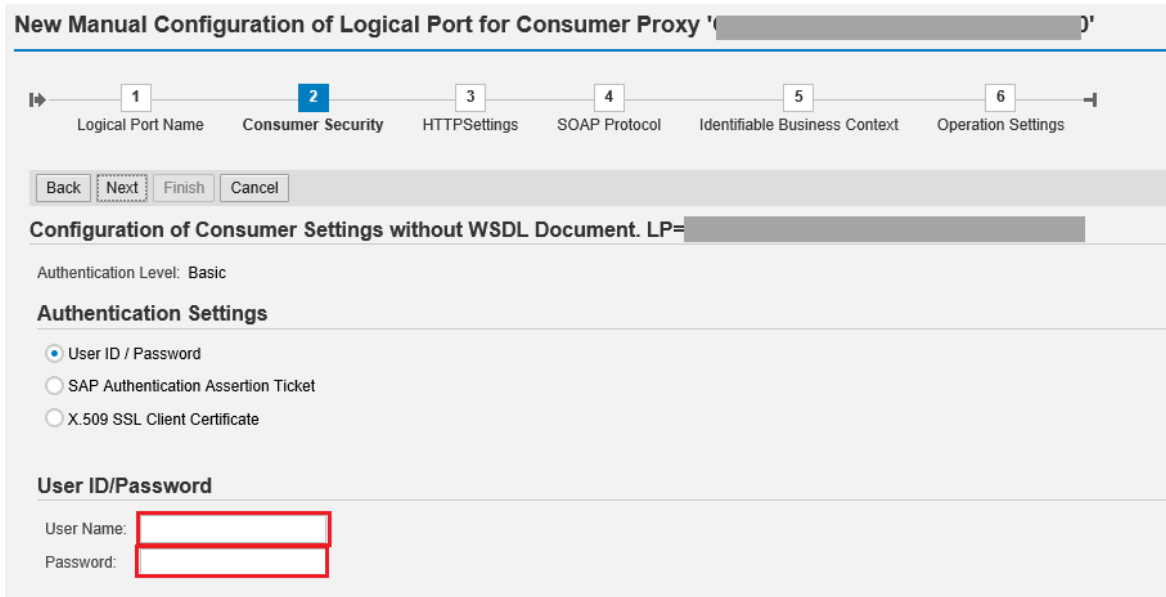 New Manual Configuration of Logical Port for Consumer Proxy '
1 2 3 4 5 6
Logical Port Name Consumer Security HTTPSettings SOAP Protocol Identifiable Business Context Operation Settings
Back Next Finish Cancel
Configuration of Consumer Settings without WSDL Document. LP=
Authentication Level: Basic
Authentication Settings
User ID / Password
SAP Authentication Assertion Ticket
X.509 SSL Client Certificate
User ID/Password
User Name:
Password: